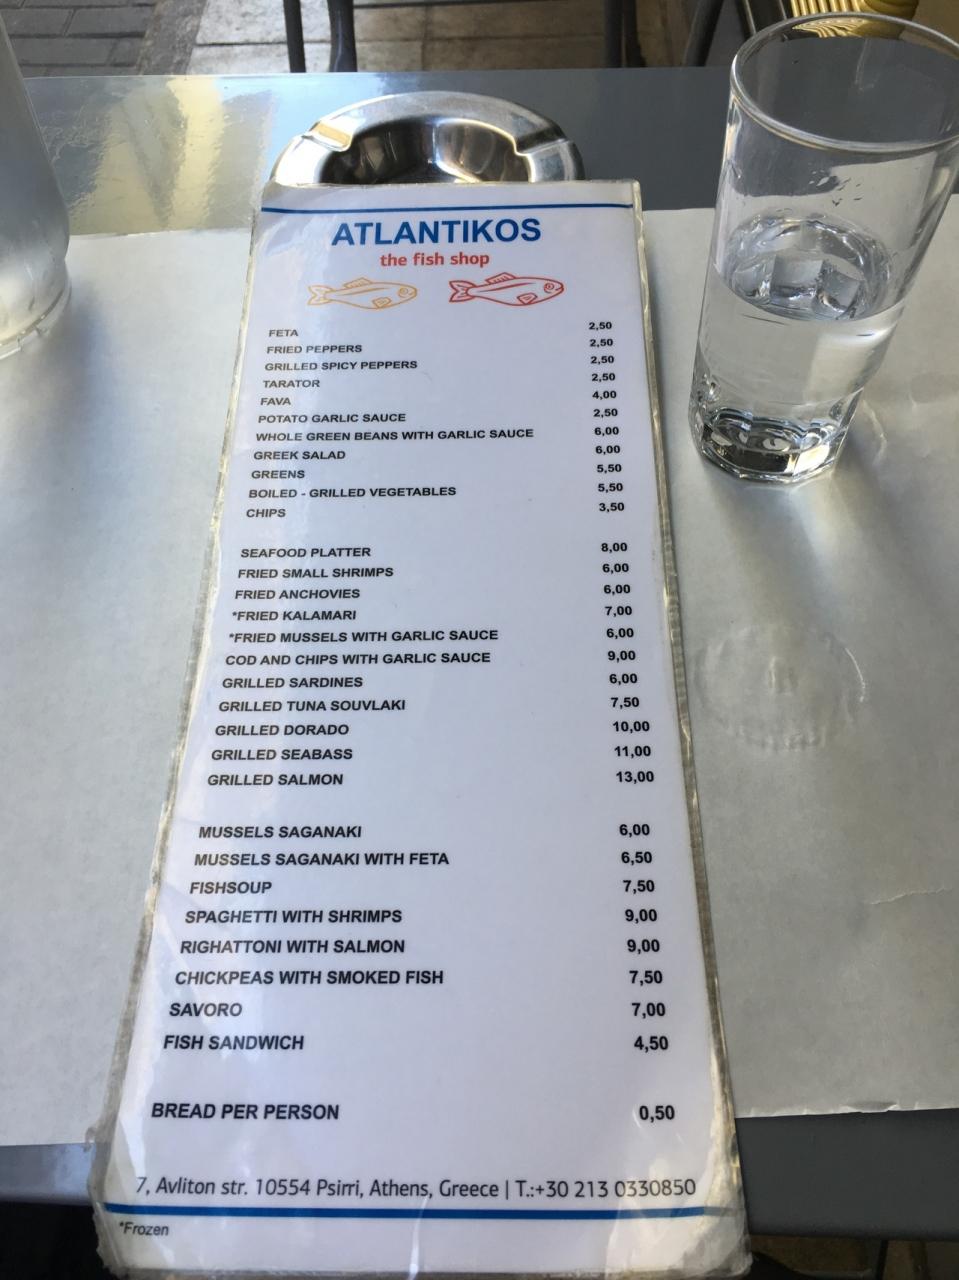 ATLANTIKOS
the fish shop
FETA 2,50
FRIED PEPPERS 2,50
GRILLED SPICY PEPPERS 2,50
TARATOR 2,50
FAVA 4,00
POTATO GARLIC SAUCE 2,50
WHOLE GREEN BEANS WITH GARLIC SAUCE 6,00
GREEK SALAD 6,00
GREENS 5,50
BOILED - GRILLED VEGETABLES 5,50
CHIPS 3,50
SEAFOOD PLATTER 8,00
FRIED SMALL SHRIMPS 6,00
FRIED ANCHOVIES 6,00
*FRIED KALAMARI 7,00
*FRIED MUSSELS WITH GARLIC SAUCE 6,00
COD AND CHIPS WITH GARLIC SAUCE 9,00
GRILLED SARDINES 6,00
GRILLED TUNA SOUVLAKI 7,50
GRILLED DORADO 10,00
GRILLED SEABASS 11,00
GRILLED SALMON 13,00
MUSSELS SAGANAKI 6,00
MUSSELS SAGANAKI WITH FETA 6,50
FISHSOUP 7,50
SPAGHETTI WITH SHRIMPS 9,00
RIGHATTONI WITH SALMON 9,00
CHICKPEAS WITH SMOKED FISH 7,50
SAVORO 7,00
FISH SANDWICH 4,50
BREAD PER PERSON 0,50
7, Avliton str. 10554 Psirri, Athens, Greece | T.:+30 213 0330850
*Frozen